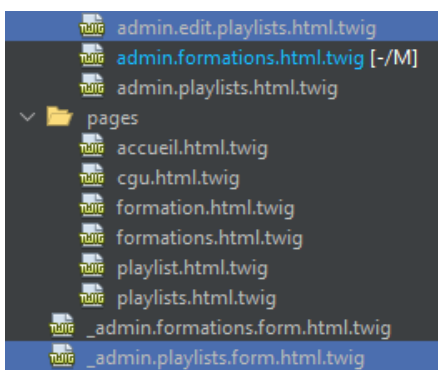 admin.edit.playlists.html.twig
admin.formations.html.twig [-/M]
admin.playlists.html.twig
pages
accueil.html.twig
cgu.html.twig
formation.html.twig
formations.html.twig
playlist.html.twig
playlists.html.twig
_admin.formations.form.html.twig
_admin.playlists.form.html.twig